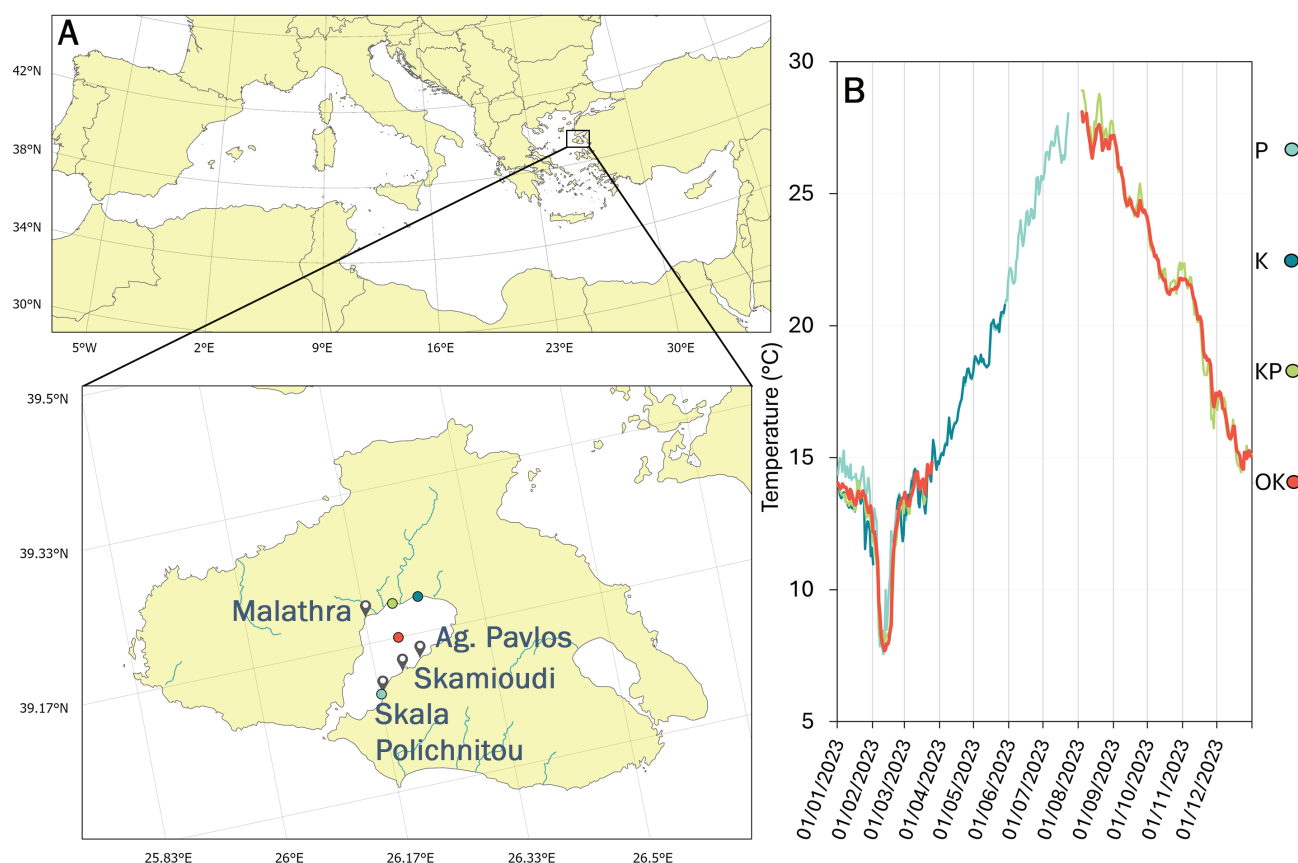 A
42°N
38°N
34°N
30°N
5°W
2°E
9°E
16°E
23°E
30°E
39.5°N
39.33°N
39.17°N
Malathra
Ag. Pavlos
Skamioudi
Skala
Polichnitou
25.83°E
26°E
26.17°E
26.33°E
26.5°E
B
Temperature (°C)
30
25
20
15
10
5
01/01/2023
01/02/2023
01/03/2023
01/04/2023
01/05/2023
01/06/2023
01/07/2023
01/08/2023
01/09/2023
01/10/2023
01/11/2023
01/12/2023
P
K
KP
OK